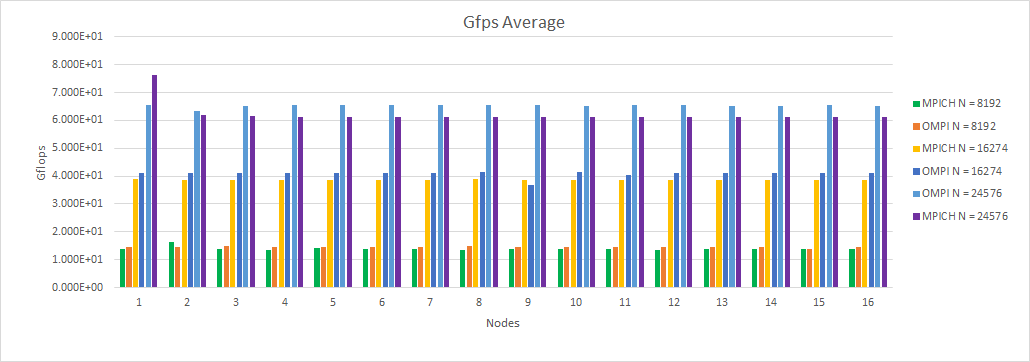 Gfps Average
9.000E+01
8.000E+01
7.000E+01
6.000E+01
5.000E+01
4.000E+01
3.000E+01
2.000E+01
1.000E+01
0.000E+00
Gflops
1 2 3 4 5 6 7 8 9 10 11 12 13 14 15 16
Nodes
MPICH N = 8192
OMPI N = 8192
MPICH N = 16274
OMPI N = 16274
OMPI N = 24576
MPICH N = 24576